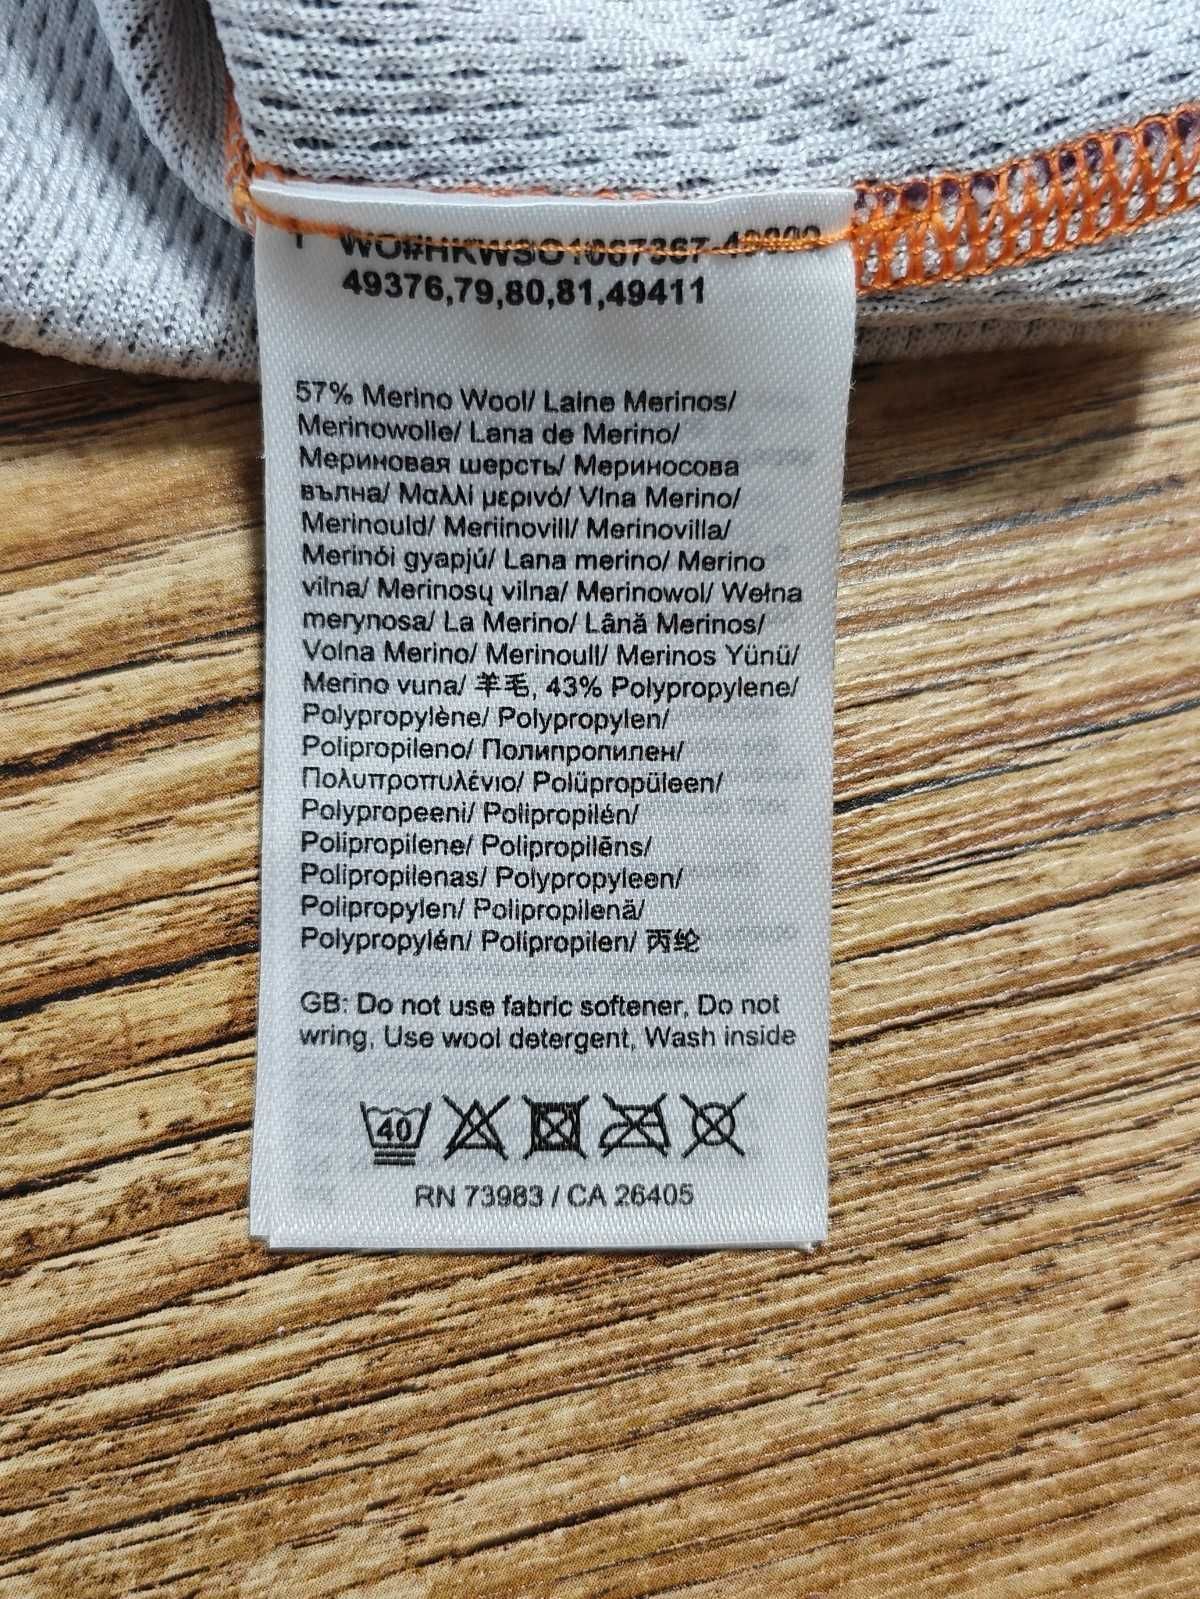 WO#HKWSO1067367-
49376,79,80,81,49411
57% Merino Wool/ Laine Merinos/
Merinowolle/ Lana de Merino/
Мериновая шерсть/ Мериносова
вълна/ Μαλλί μερινό/ Vlna Merino/
Merinould/ Meriinovill/ Merinovilla/
Merinói gyapjú/ Lana merino/ Merino
vilna/ Merinosų vilna/ Merinowol/ Wełna
merynosa/ La Merino/ Lână Merinos/
Volna Merino/ Merinoull/ Merinos Yünü/
Merino vuna/ 羊毛, 43% Polypropylene/
Polypropylène/ Polypropylen/
Polipropileno/ Полипропилен/
Πολυπροπυλένιο/ Polüpropüleen/
Polypropeeni/ Polipropilén/
Polipropilene/ Polipropilēns/
Polipropilenas/ Polypropyleen/
Polipropylen/ Polipropilenă/
Polypropylén/ Polipropilen/ 丙纶
GB: Do not use fabric softener, Do not
wring, Use wool detergent, Wash inside
40
RN 73983 / CA 26405